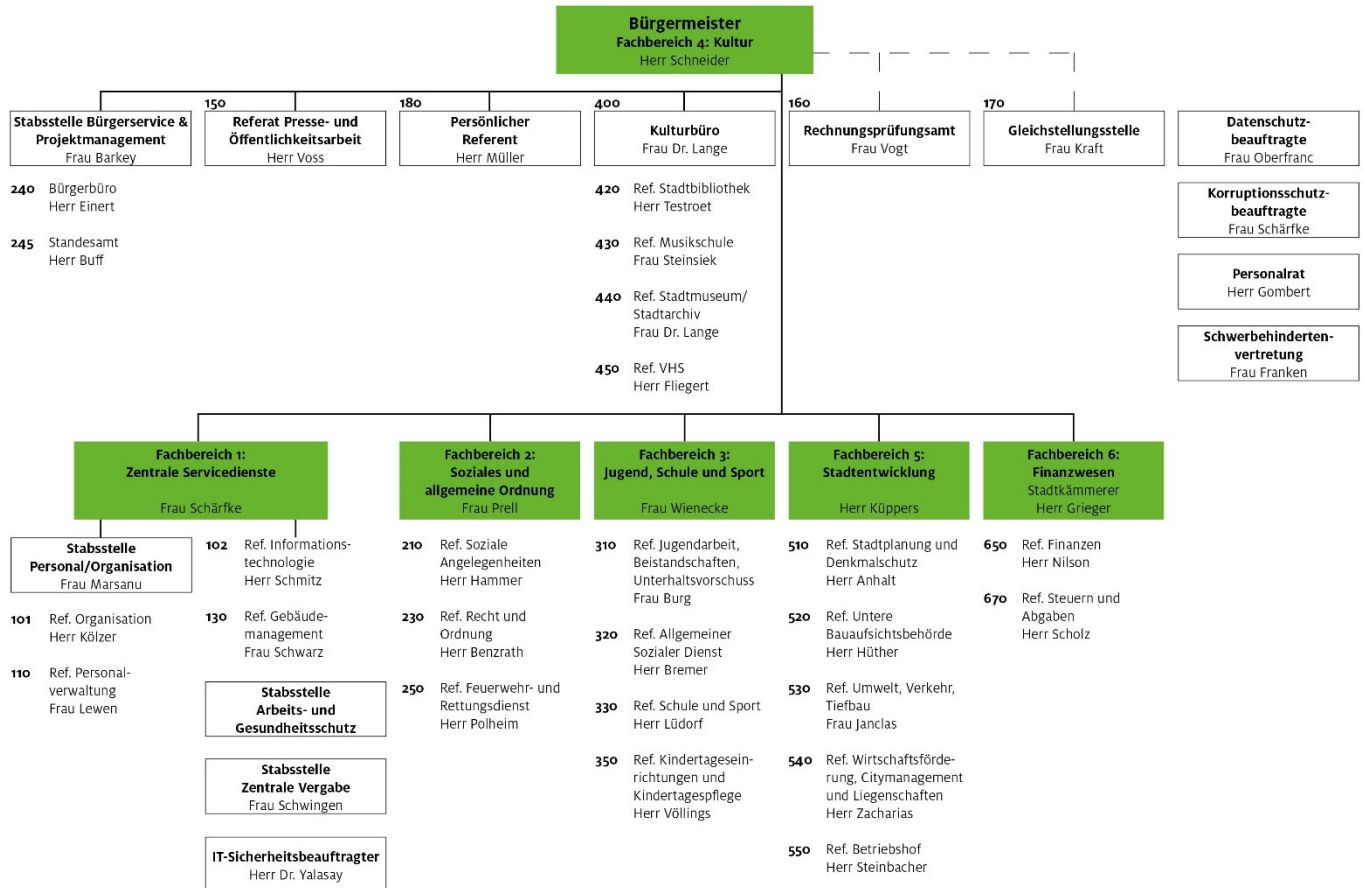 Bürgermeister
Fachbereich 4: Kultur
Herr Schneider
Stabsstelle Bürgerservice &
Projektmanagement
Frau Barkey
240 Bürgerbüro
Herr Einert
245 Standesamt
Herr Buff
150
Referat Presse- und
Öffentlichkeitsarbeit
Herr Voss
180
Persönlicher
Referent
Herr Müller
400
Kulturbüro
Frau Dr. Lange
420 Ref. Stadtbibliothek
Herr Testroet
430 Ref. Musikschule
Frau Steinsiek
440 Ref. Stadtmuseum/
Stadtarchiv
Frau Dr. Lange
450 Ref. VHS
Herr Fliegert
160
Rechnungsprüfungsamt
Frau Vogt
170
Gleichstellungsstelle
Frau Kraft
Datenschutz-
beauftragte
Frau Oberfranc
Korruptionsschutz-
beauftragte
Frau Schärfke
Personalrat
Herr Gombert
Schwerbehinderten-
vertretung
Frau Franken
Fachbereich 1:
Zentrale Servicedienste
Frau Schärfke
Stabsstelle
Personal/Organisation
Frau Marsanu
101 Ref. Organisation
Herr Kölzer
110 Ref. Personal-
verwaltung
Frau Lewen
102 Ref. Informations-
technologie
Herr Schmitz
130 Ref. Gebäude-
management
Frau Schwarz
Stabsstelle
Arbeits- und
Gesundheitsschutz
Stabsstelle
Zentrale Vergabe
Frau Schwingen
IT-Sicherheitsbeauftragter
Herr Dr. Yalasay
Fachbereich 2:
Soziales und
allgemeine Ordnung
Frau Prell
210 Ref. Soziale
Angelegenheiten
Herr Hammer
230 Ref. Recht und
Ordnung
Herr Benzrath
250 Ref. Feuerwehr- und
Rettungsdienst
Herr Polheim
Fachbereich 3:
Jugend, Schule und Sport
Frau Wienecke
310 Ref. Jugendarbeit,
Beistandschaften,
Unterhaltsvorschuss
Frau Burg
320 Ref. Allgemeiner
Sozialer Dienst
Herr Bremer
330 Ref. Schule und Sport
Herr Lüdorf
350 Ref. Kindertagesein-
richtungen und
Kindertagespflege
Herr Völlings
Fachbereich 5:
Stadtentwicklung
Herr Küppers
510 Ref. Stadtplanung und
Denkmalschutz
Herr Anhalt
520 Ref. Untere
Bauaufsichtsbehörde
Herr Hüther
530 Ref. Umwelt, Verkehr,
Tiefbau
Frau Janclas
540 Ref. Wirtschaftsförde-
rung, Citymanagement
und Liegenschaften
Herr Zacharias
550 Ref. Betriebshof
Herr Steinbacher
Fachbereich 6:
Finanzwesen
Stadtkämmerer
Herr Grieger
650 Ref. Finanzen
Herr Nilson
670 Ref. Steuern und
Abgaben
Herr Scholz